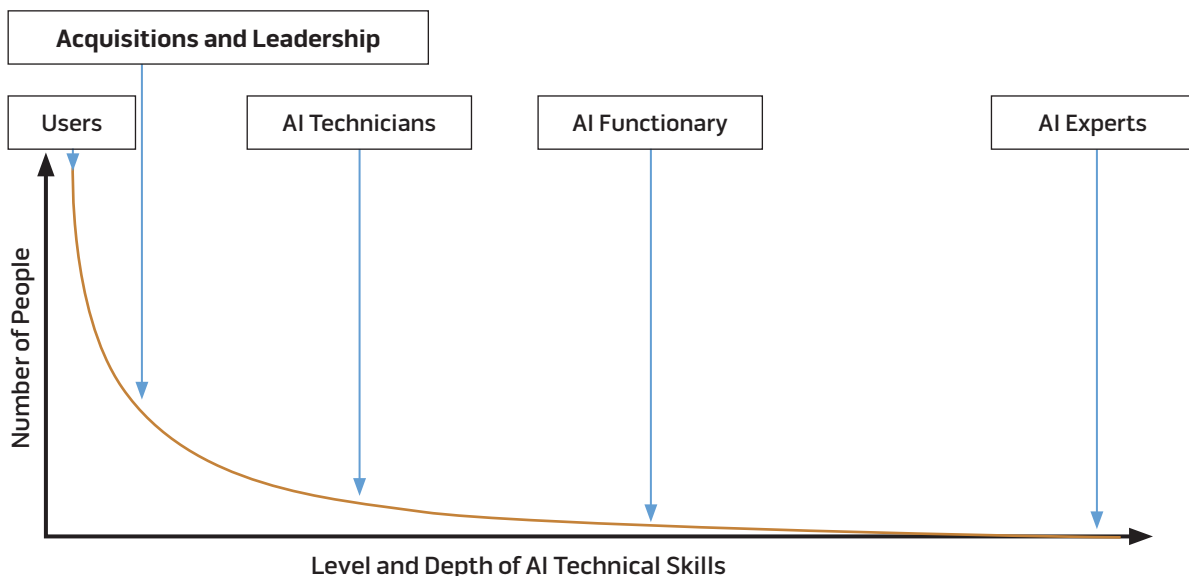 Acquisitions and Leadership
Users
AI Technicians
AI Functionary
AI Experts
Number of People
Level and Depth of AI Technical Skills